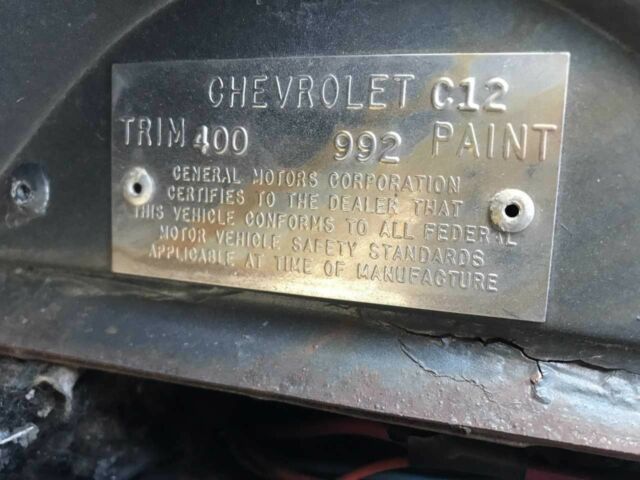 CHEVROLET C12
TRIM 400 992 PAINT
GENERAL MOTORS CORPORATION
CERTIFIES TO THE DEALER THAT
THIS VEHICLE CONFORMS TO ALL FEDERAL
MOTOR VEHICLE SAFETY STANDARDS
APPLICABLE AT TIME OF MANUFACTURE